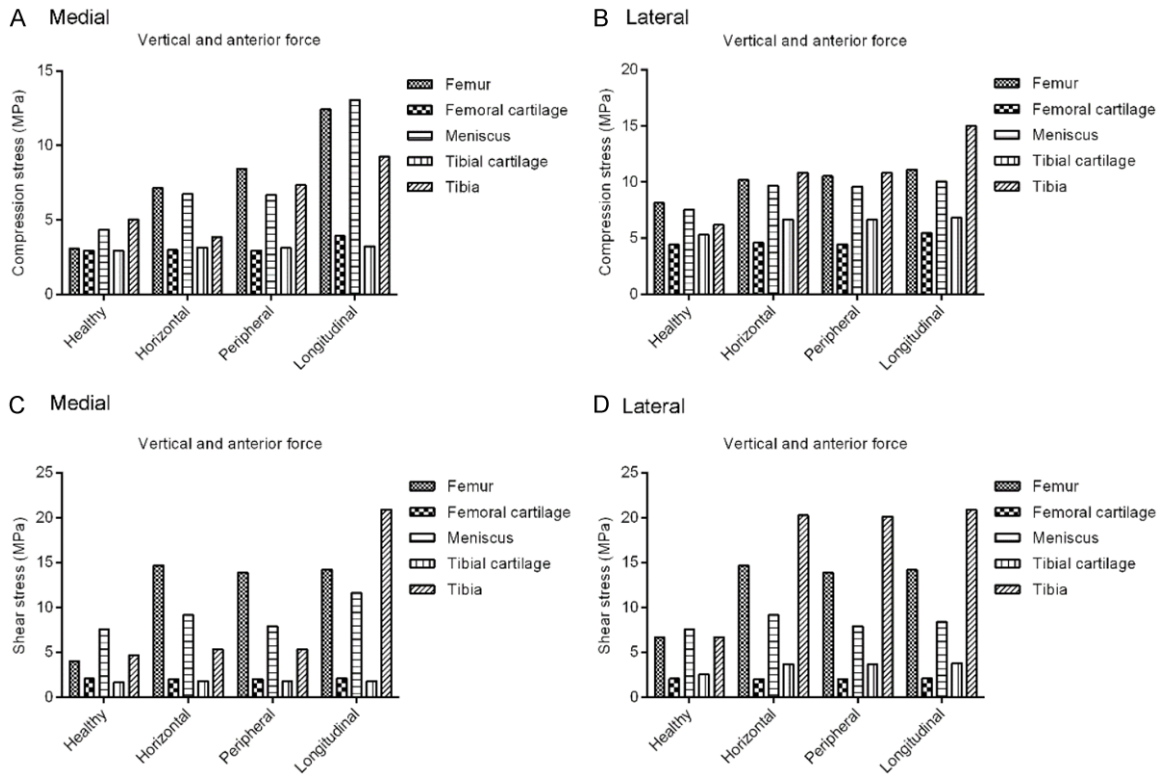 A Medial
Vertical and anterior force
Compression stress (MPa)
15
10
5
0
Healthy
Horizontal
Peripheral
Longitudinal
Femur
Femoral cartilage
Meniscus
Tibial cartilage
Tibia
B Lateral
Vertical and anterior force
Compression stress (MPa)
20
15
10
5
0
Healthy
Horizontal
Peripheral
Longitudinal
Femur
Femoral cartilage
Meniscus
Tibial cartilage
Tibia
C Medial
Vertical and anterior force
Shear stress (MPa)
25
20
15
10
5
0
Healthy
Horizontal
Peripheral
Longitudinal
Femur
Femoral cartilage
Meniscus
Tibial cartilage
Tibia
D Lateral
Vertical and anterior force
Shear stress (MPa)
25
20
15
10
5
0
Healthy
Horizontal
Peripheral
Longitudinal
Femur
Femoral cartilage
Meniscus
Tibial cartilage
Tibia